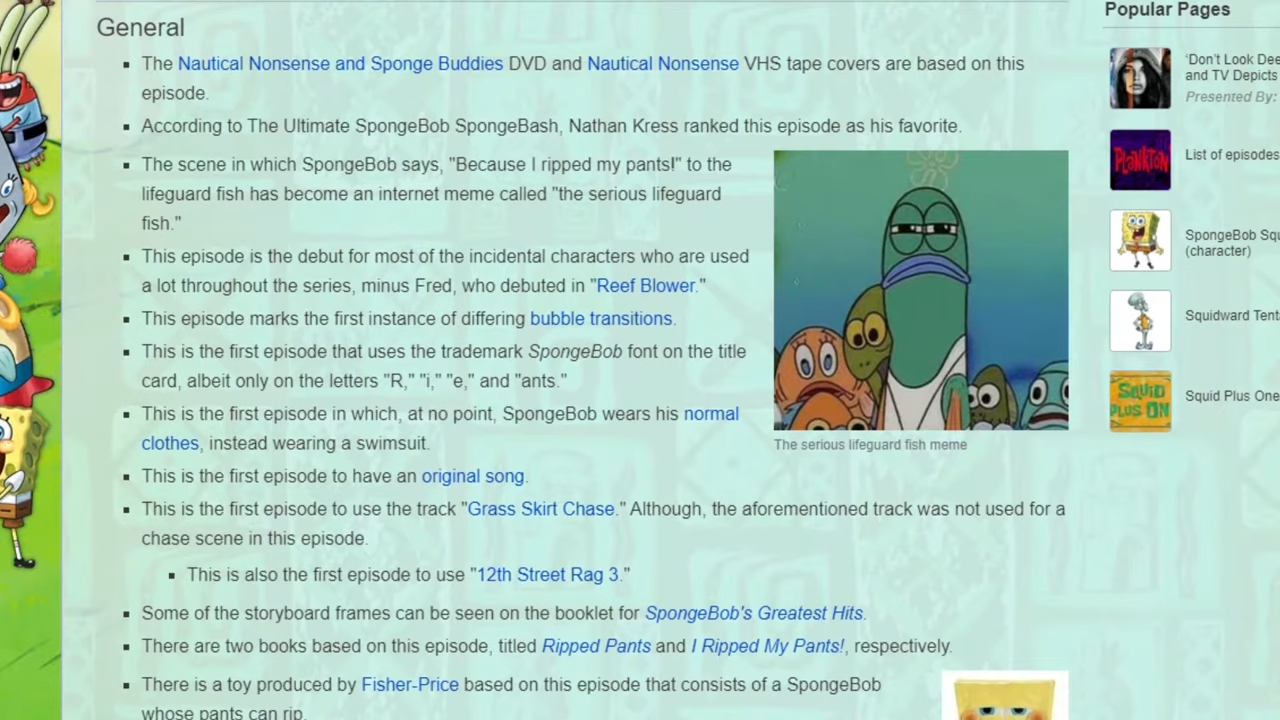 General
The Nautical Nonsense and Sponge Buddies DVD and Nautical Nonsense VHS tape covers are based on this
episode.
According to The Ultimate SpongeBob SpongeBash, Nathan Kress ranked this episode as his favorite.
The scene in which SpongeBob says, "Because I ripped my pants!" to the
lifeguard fish has become an internet meme called "the serious lifeguard
fish."
This episode is the debut for most of the incidental characters who are used
a lot throughout the series, minus Fred, who debuted in "Reef Blower."
This episode marks the first instance of differing bubble transitions.
This is the first episode that uses the trademark SpongeBob font on the title
card, albeit only on the letters "R," "i," "e," and "ants."
This is the first episode in which, at no point, SpongeBob wears his normal
clothes, instead wearing a swimsuit.
The serious lifeguard fish meme
This is the first episode to have an original song.
This is the first episode to use the track "Grass Skirt Chase." Although, the aforementioned track was not used for a
chase scene in this episode.
This is also the first episode to use "12th Street Rag 3."
Some of the storyboard frames can be seen on the booklet for SpongeBob's Greatest Hits.
There are two books based on this episode, titled Ripped Pants and I Ripped My Pants!, respectively.
There is a toy produced by Fisher-Price based on this episode that consists of a SpongeBob
whose pants can rip.
Popular Pages
'Don't Look Dee
and TV Depicts
Presented By:
PLANKTON
List of episodes
SpongeBob Squ
(character)
Squidward Tent
SQUID
PLUS ON
Squid Plus One